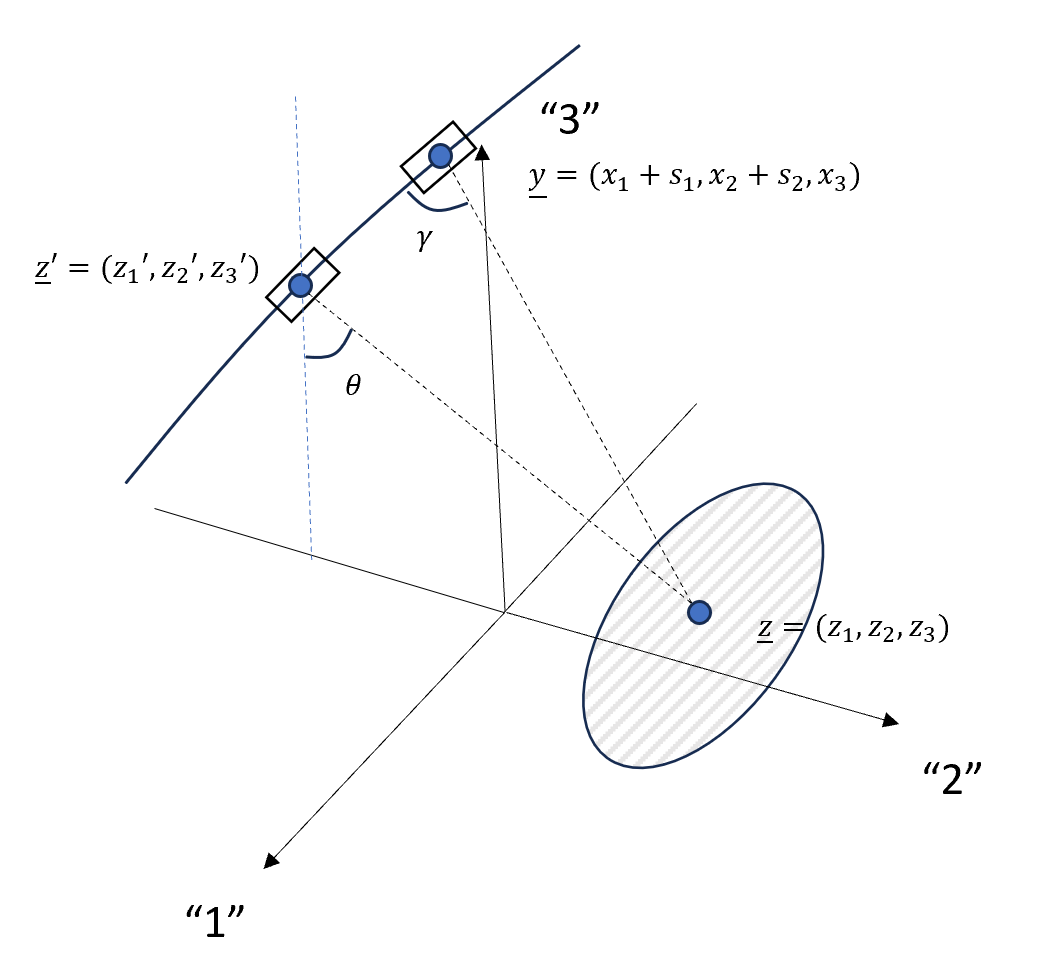 “3”
y = (x₁ + s₁, x₂ + s₂, x₃)
γ
z′ = (z₁′, z₂′, z₃′)
θ
z = (z₁, z₂, z₃)
“2”
“1”